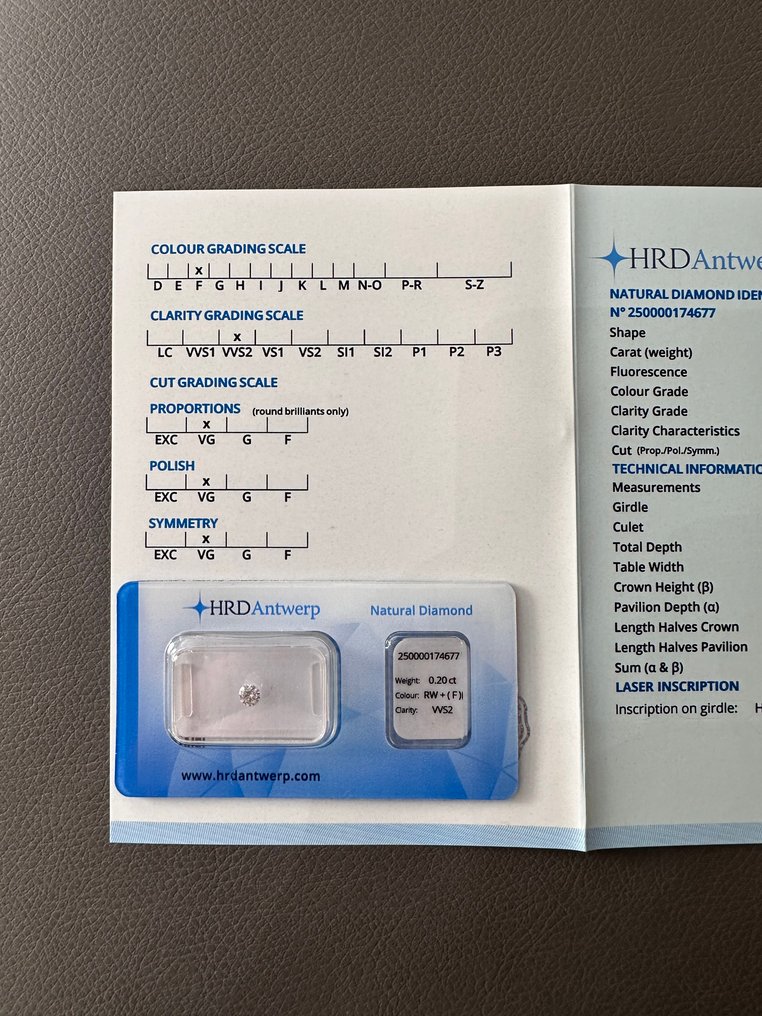 COLOUR GRADING SCALE
x
D E F G H I J K L M N-O P-R S-Z
CLARITY GRADING SCALE
x
LC VVS1 VVS2 VS1 VS2 SI1 SI2 P1 P2 P3
CUT GRADING SCALE
PROPORTIONS (round brilliants only)
x
EXC VG G F
POLISH
x
EXC VG G F
SYMMETRY
x
EXC VG G F
HRDAntwerp
Natural Diamond
250000174677
Weight: 0.20 ct
Colour: RW + ( F )
Clarity: VVS2
www.hrdantwerp.com
HRDAntwe
NATURAL DIAMOND IDEN
N° 250000174677
Shape
Carat (weight)
Fluorescence
Colour Grade
Clarity Grade
Clarity Characteristics
Cut (Prop./Pol./Symm.)
TECHNICAL INFORMATIO
Measurements
Girdle
Culet
Total Depth
Table Width
Crown Height (β)
Pavilion Depth (α)
Length Halves Crown
Length Halves Pavilion
Sum (α & β)
LASER INSCRIPTION
Inscription on girdle: H